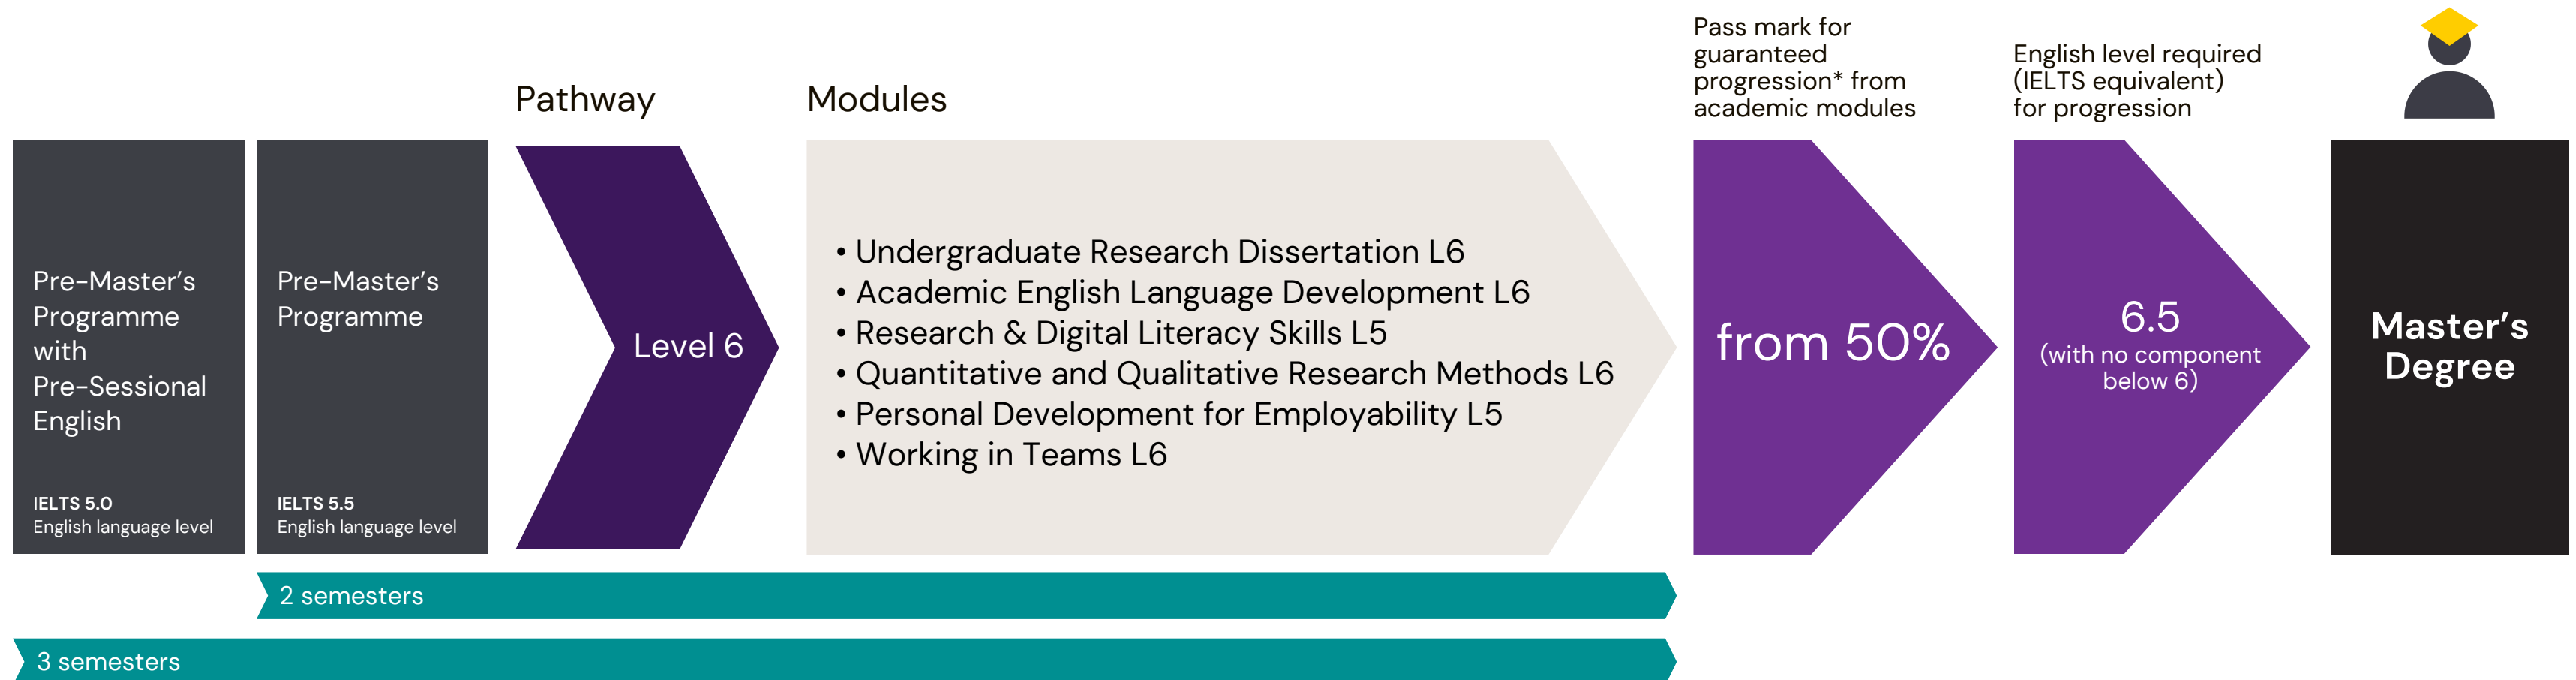 Pre-Master’s
Programme
with
Pre-Sessional
English
IELTS 5.0
English language level
Pre-Master’s
Programme
IELTS 5.5
English language level
Pathway
Level 6
Modules
• Undergraduate Research Dissertation L6
• Academic English Language Development L6
• Research & Digital Literacy Skills L5
• Quantitative and Qualitative Research Methods L6
• Personal Development for Employability L5
• Working in Teams L6
Pass mark for
guaranteed
progression* from
academic modules
from 50%
English level required
(IELTS equivalent)
for progression
6.5
(with no component
below 6)
Master’s
Degree
2 semesters
3 semesters